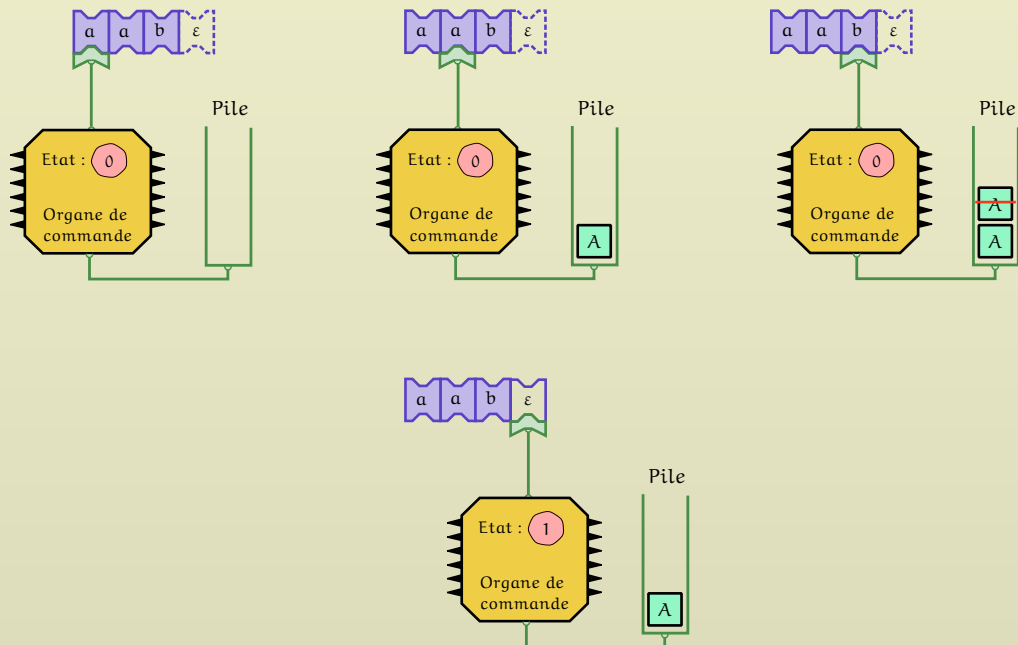 a a b ε
Pile
Etat : 0
Organe de
commande
a a b ε
Pile
Etat : 0
A
Organe de
commande
a a b ε
Pile
Etat : 0
A
A
Organe de
commande
a a b ε
Pile
Etat : 1
Organe de
commande
A